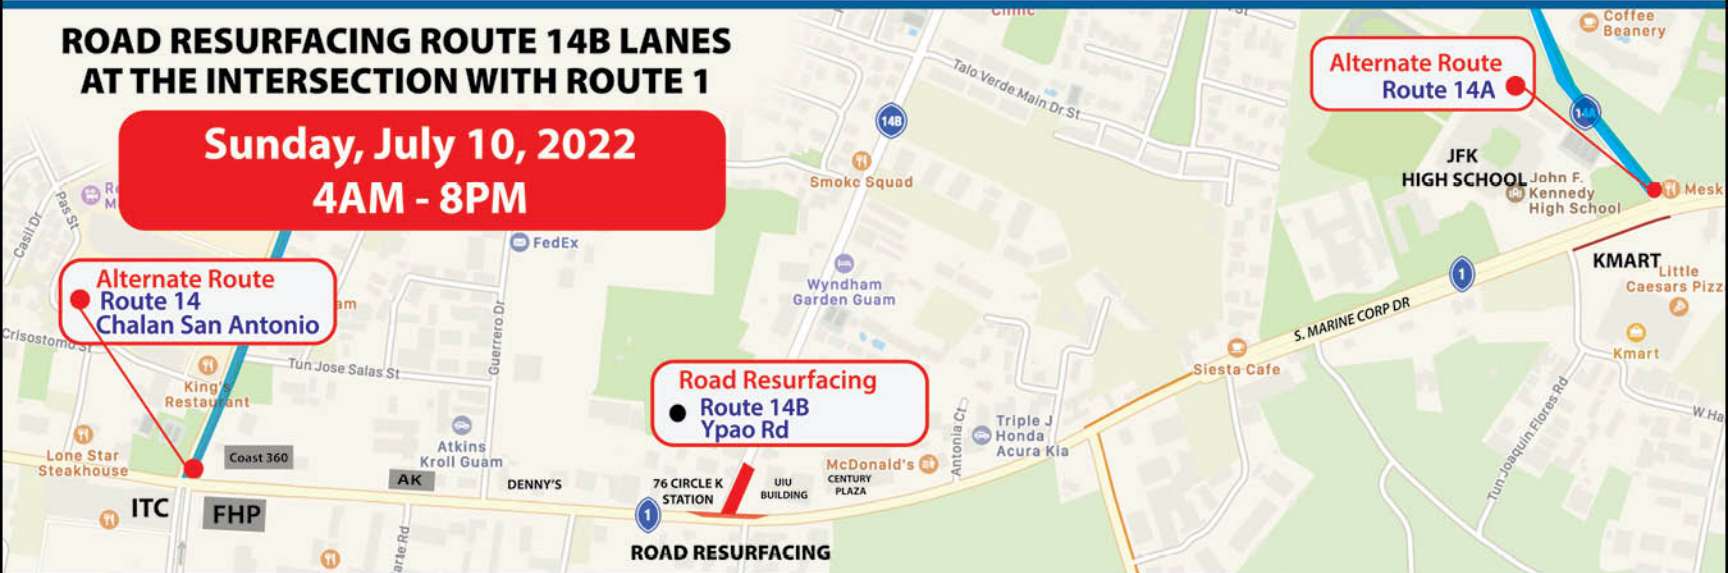 ROAD RESURFACING ROUTE 14B LANES
AT THE INTERSECTION WITH ROUTE 1
Sunday, July 10, 2022
4AM - 8PM
Alternate Route
Route 14A
14A
Coffee
Beanery
JFK
HIGH SCHOOL
John F.
Kennedy
High School
Mesk
KMART
Little
Caesars Pizz
Kmart
W.Ha
Tun Joaquin Flores Rd
1
S. MARINE CORP DR
Siesta Cafe
Talo Verde Main Dr St
14B
Smoke Squad
Wyndham
Garden Guam
FedEx
Guerrero Dr
Casil Dr
Pas St
Alternate Route
Route 14
Chalan San Antonio
am
Crisostomo St
Tun Jose Salas St
King's
Restaurant
Lone Star
Steakhouse
Coast 360
ITC
FHP
AK
Atkins
Kroll Guam
DENNY'S
Road Resurfacing
Route 14B
Ypao Rd
76 CIRCLE K
STATION
UIU
BUILDING
McDonald's
CENTURY
PLAZA
Antonia Ct
Triple J
Honda
Acura Kia
1
ROAD RESURFACING